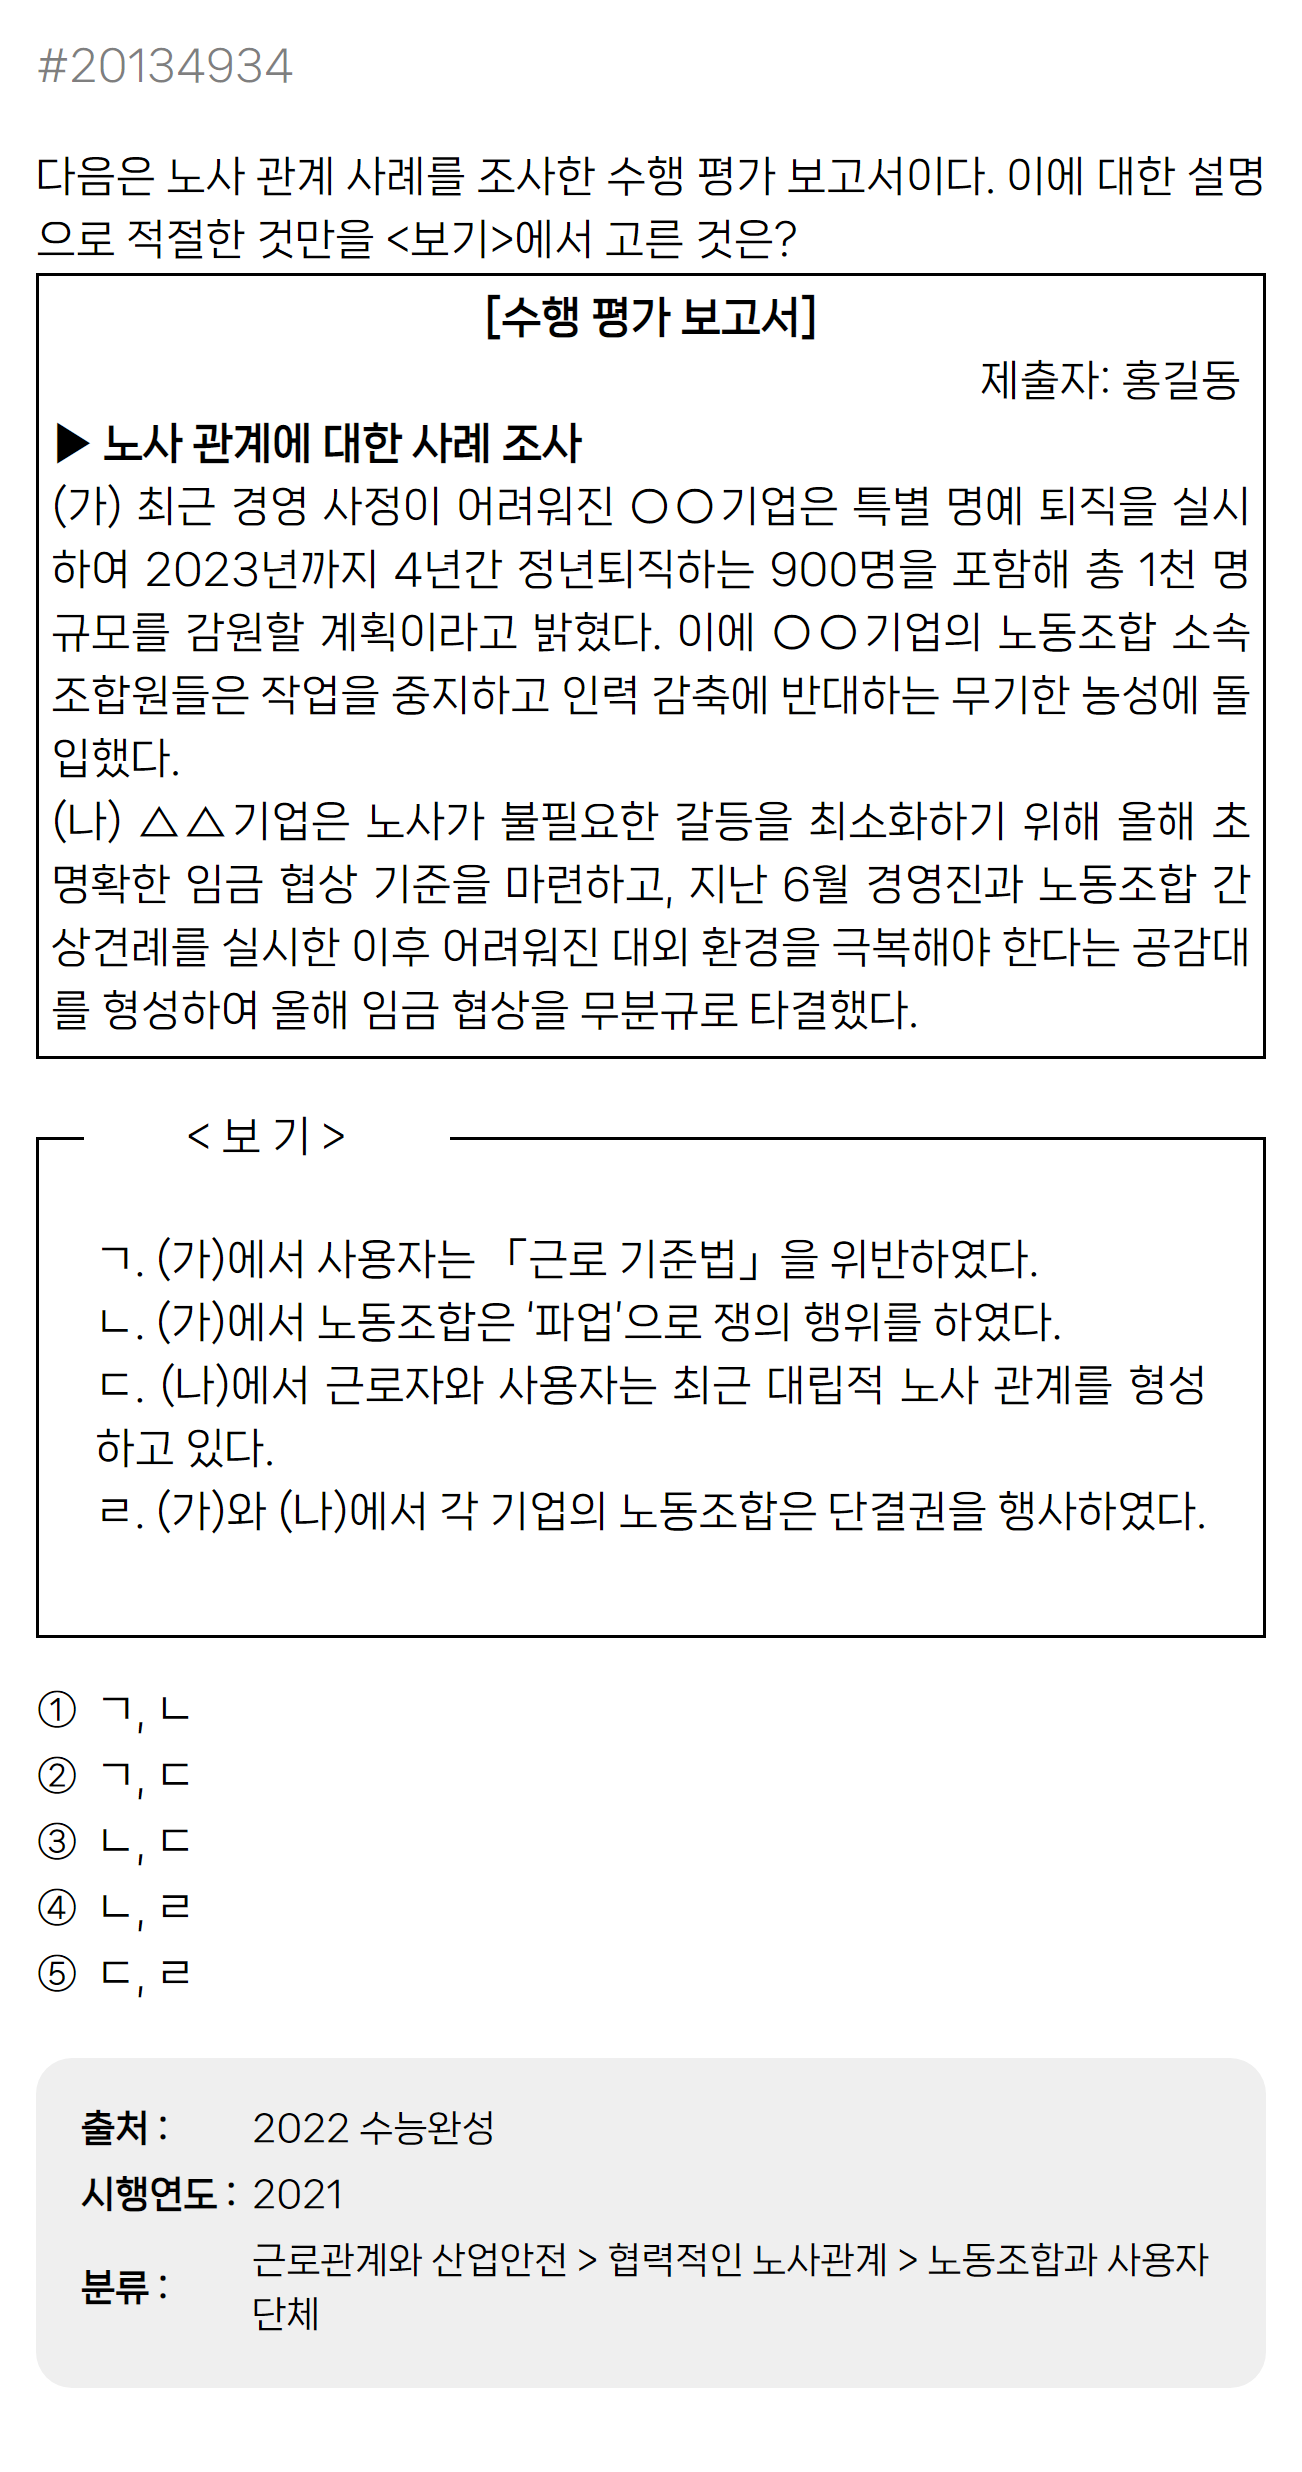 #20134934
다음은 노사 관계 사례를 조사한 수행 평가 보고서이다. 이에 대한 설명
으로 적절한 것만을 <보기>에서 고른 것은?
[수행 평가 보고서]
제출자: 홍길동
▶ 노사 관계에 대한 사례 조사
(가) 최근 경영 사정이 어려워진 ○○기업은 특별 명예 퇴직을 실시
하여 2023년까지 4년간 정년퇴직하는 900명을 포함해 총 1천 명
규모를 감원할 계획이라고 밝혔다. 이에 ○○기업의 노동조합 소속
조합원들은 작업을 중지하고 인력 감축에 반대하는 무기한 농성에 돌
입했다.
(나) △△기업은 노사가 불필요한 갈등을 최소화하기 위해 올해 초
명확한 임금 협상 기준을 마련하고, 지난 6월 경영진과 노동조합 간
상견례를 실시한 이후 어려워진 대외 환경을 극복해야 한다는 공감대
를 형성하여 올해 임금 협상을 무분규로 타결했다.
< 보 기 >
ㄱ. (가)에서 사용자는 「근로 기준법」을 위반하였다.
ㄴ. (가)에서 노동조합은 '파업'으로 쟁의 행위를 하였다.
ㄷ. (나)에서 근로자와 사용자는 최근 대립적 노사 관계를 형성
하고 있다.
ㄹ. (가)와 (나)에서 각 기업의 노동조합은 단결권을 행사하였다.
① ㄱ, ㄴ
② ㄱ, ㄷ
③ ㄴ, ㄷ
④ ㄴ, ㄹ
⑤ ㄷ, ㄹ
출처 : 2022 수능완성
시행연도 : 2021
분류 : 근로관계와 산업안전 > 협력적인 노사관계 > 노동조합과 사용자
단체